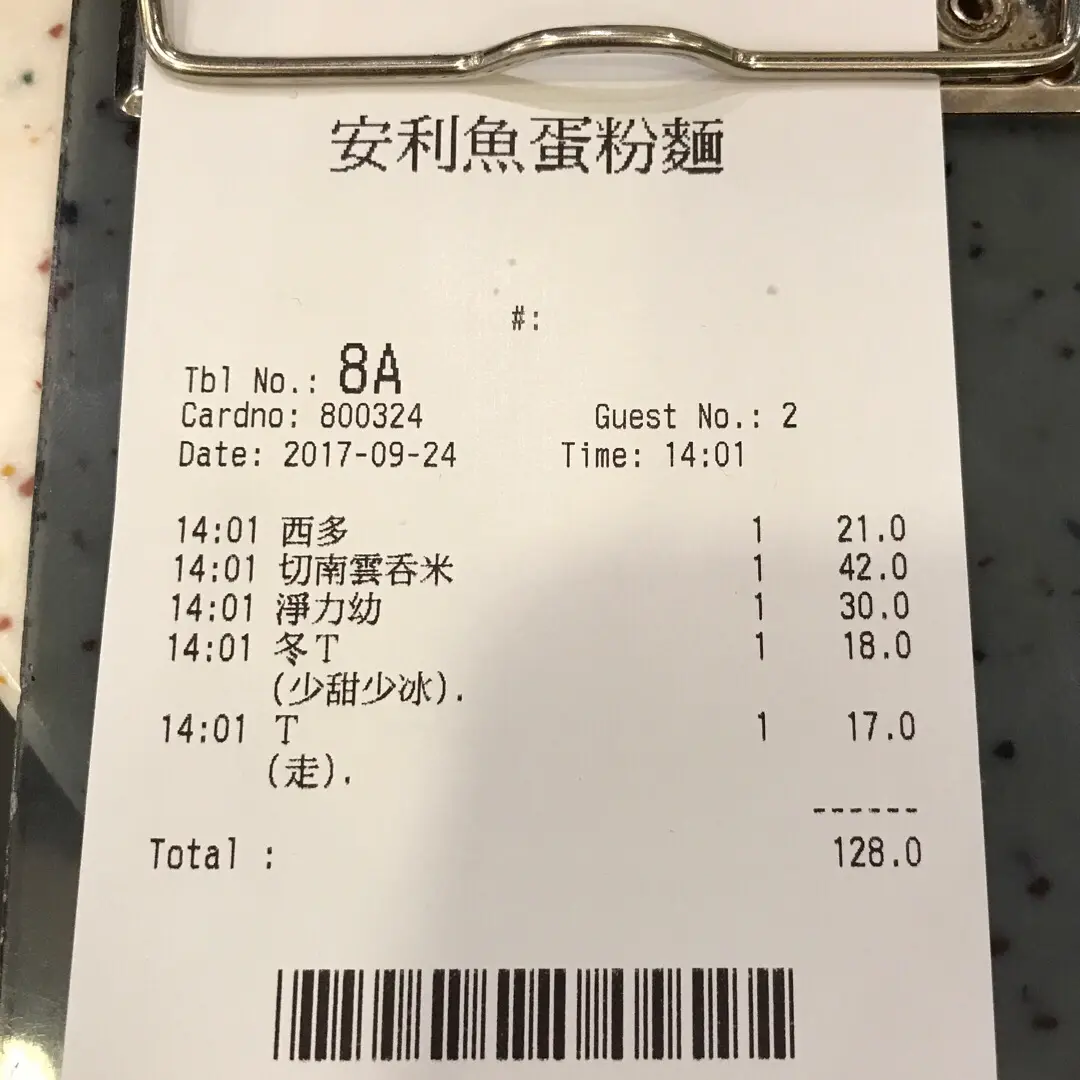 安利魚蛋粉麵
#:
Tbl No.: 8A
Cardno: 800324 Guest No.: 2
Date: 2017-09-24 Time: 14:01
14:01 西多 1 21.0
14:01 切南雲吞米 1 42.0
14:01 淨力幼 1 30.0
14:01 冬T 1 18.0
(少甜少冰).
14:01 T 1 17.0
(走).
------
Total : 128.0